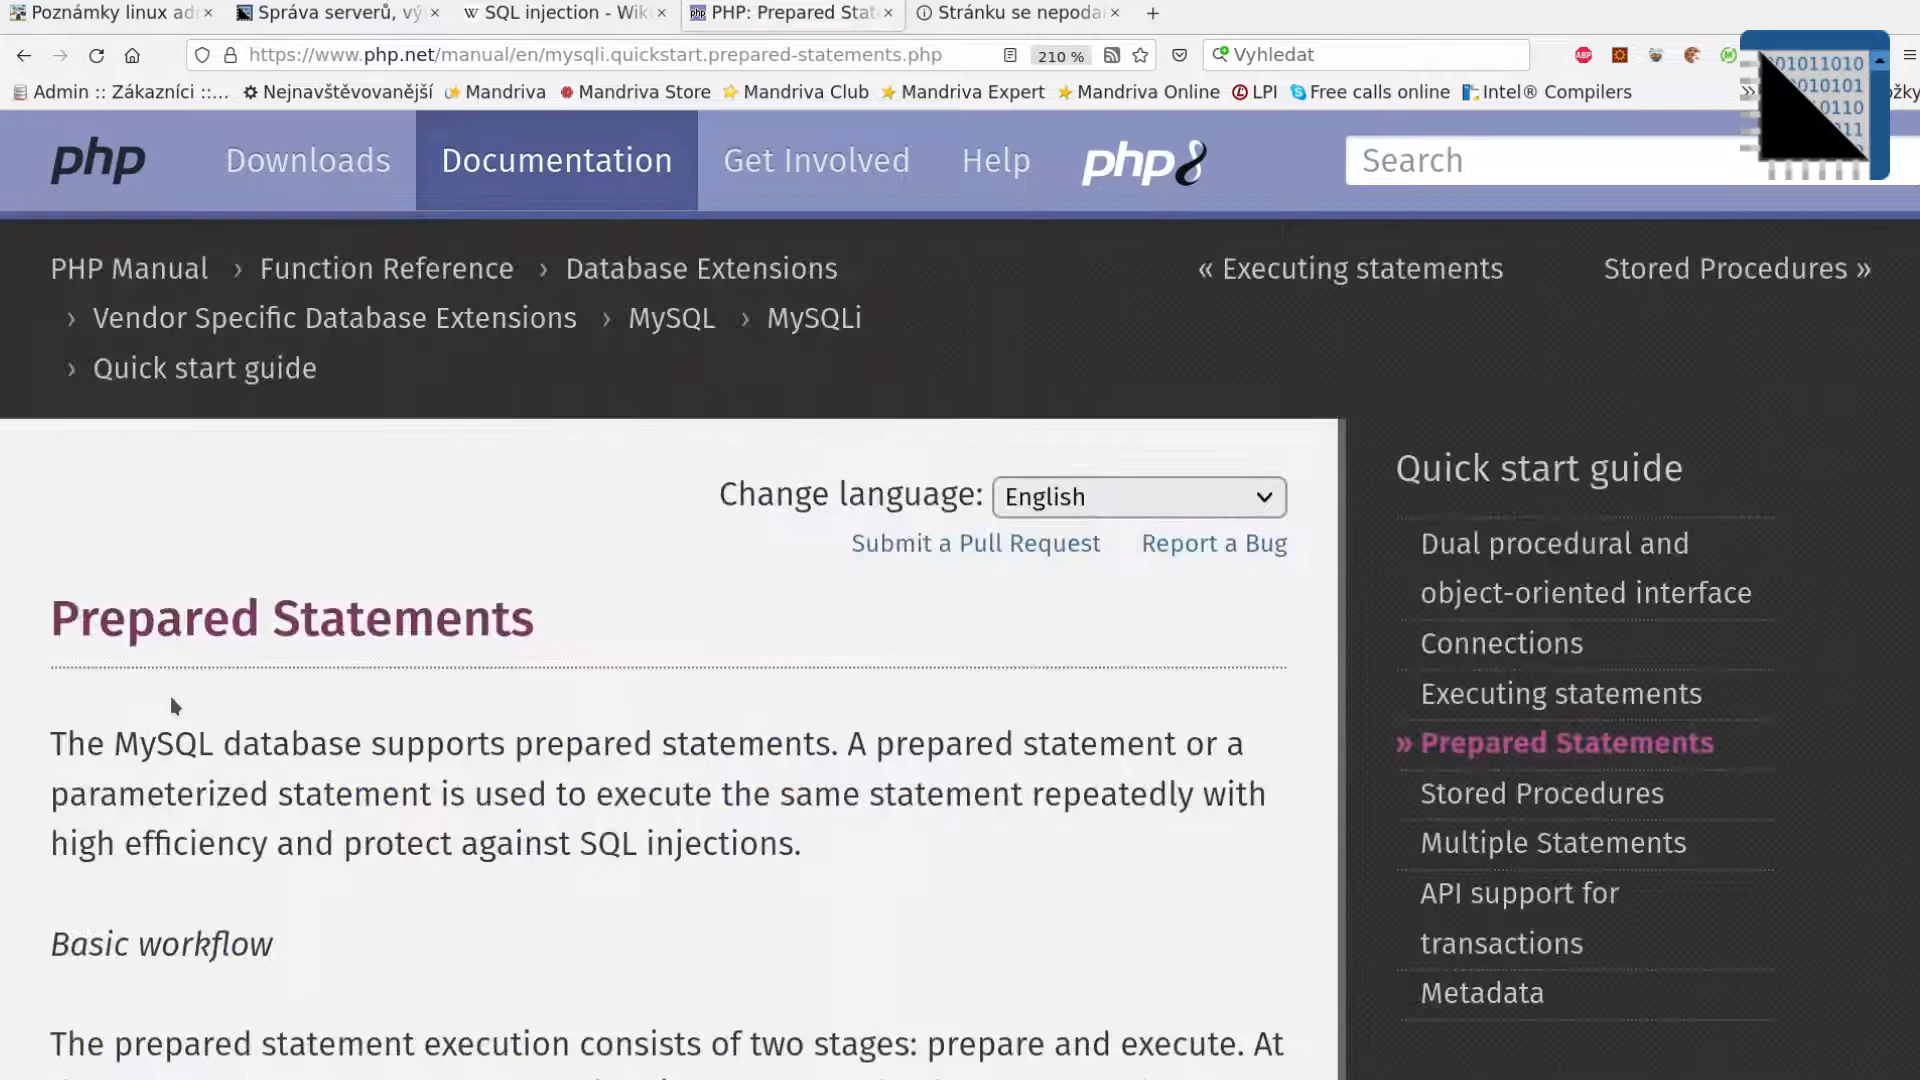 Poznámky linux ad
Správa serverů, vý
SQL injection - Wiki
PHP: Prepared Stat
Stránku se nepoda
https://www.php.net/manual/en/mysqli.quickstart.prepared-statements.php
210 %
Vyhledat
Admin :: Zákazníci ::...
Nejnavštěvovanější
Mandriva
Mandriva Store
Mandriva Club
Mandriva Expert
Mandriva Online
LPI
Free calls online
Intel® Compilers
php
Downloads
Documentation
Get Involved
Help
php8
Search
PHP Manual › Function Reference › Database Extensions
› Vendor Specific Database Extensions › MySQL › MySQLi
› Quick start guide
« Executing statements
Stored Procedures »
Change language: English
Submit a Pull Request
Report a Bug
Prepared Statements
The MySQL database supports prepared statements. A prepared statement or a
parameterized statement is used to execute the same statement repeatedly with
high efficiency and protect against SQL injections.
Basic workflow
The prepared statement execution consists of two stages: prepare and execute. At
Quick start guide
Dual procedural and
object-oriented interface
Connections
Executing statements
» Prepared Statements
Stored Procedures
Multiple Statements
API support for
transactions
Metadata